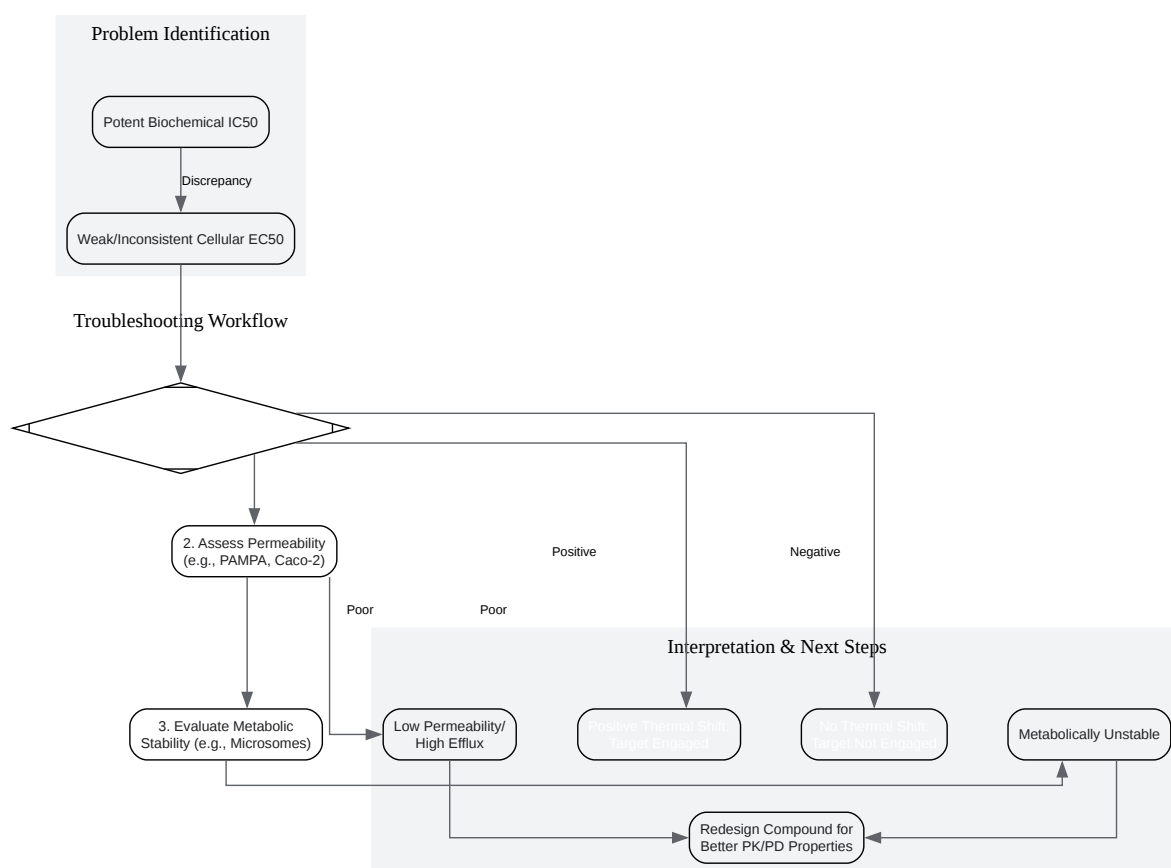 Problem Identification
Potent Biochemical IC50
Discrepancy
Weak/Inconsistent Cellular EC50
Troubleshooting Workflow
2. Assess Permeability
(e.g., PAMPA, Caco-2)
Positive
Negative
Poor
Poor
Interpretation & Next Steps
3. Evaluate Metabolic
Stability (e.g., Microsomes)
Low Permeability/
High Efflux
Positive Thermal Shift:
Target Engaged
No Thermal Shift:
Target Not Engaged
Metabolically Unstable
Redesign Compound for
Better PK/PD Properties